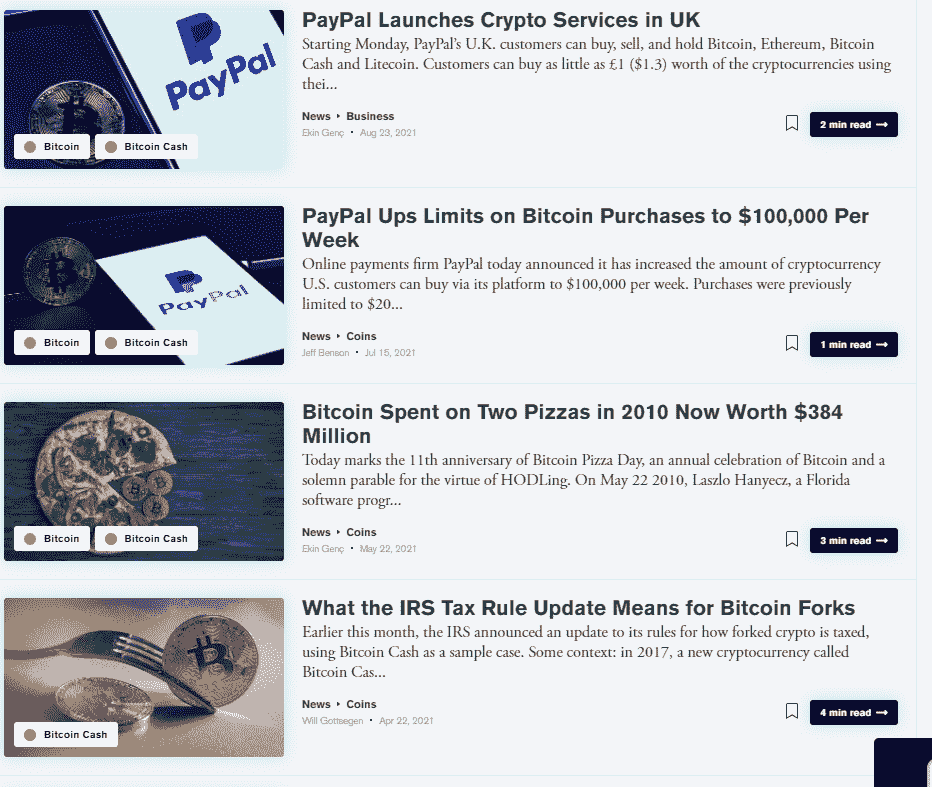 PayPal
Bitcoin
Bitcoin Cash
PayPal Launches Crypto Services in UK
Starting Monday, PayPal’s U.K. customers can buy, sell, and hold Bitcoin, Ethereum, Bitcoin
Cash and Litecoin. Customers can buy as little as £1 ($1.3) worth of the cryptocurrencies using
thei...
News ‣ Business
Ekin Genç • Aug 23, 2021
2 min read ⟶
PayPal
Bitcoin
Bitcoin Cash
PayPal Ups Limits on Bitcoin Purchases to $100,000 Per
Week
Online payments firm PayPal today announced it has increased the amount of cryptocurrency
U.S. customers can buy via its platform to $100,000 per week. Purchases were previously
limited to $20...
News ‣ Coins
Jeff Benson • Jul 15, 2021
1 min read ⟶
Bitcoin
Bitcoin Cash
Bitcoin Spent on Two Pizzas in 2010 Now Worth $384
Million
Today marks the 11th anniversary of Bitcoin Pizza Day, an annual celebration of Bitcoin and a
solemn parable for the virtue of HODLing. On May 22 2010, Laszlo Hanyecz, a Florida
software progr...
News ‣ Coins
Ekin Genç • May 22, 2021
3 min read ⟶
Bitcoin Cash
What the IRS Tax Rule Update Means for Bitcoin Forks
Earlier this month, the IRS announced an update to its rules for how forked crypto is taxed,
using Bitcoin Cash as a sample case. Some context: in 2017, a new cryptocurrency called
Bitcoin Cas...
News ‣ Coins
Will Gottsegen • Apr 22, 2021
4 min read ⟶